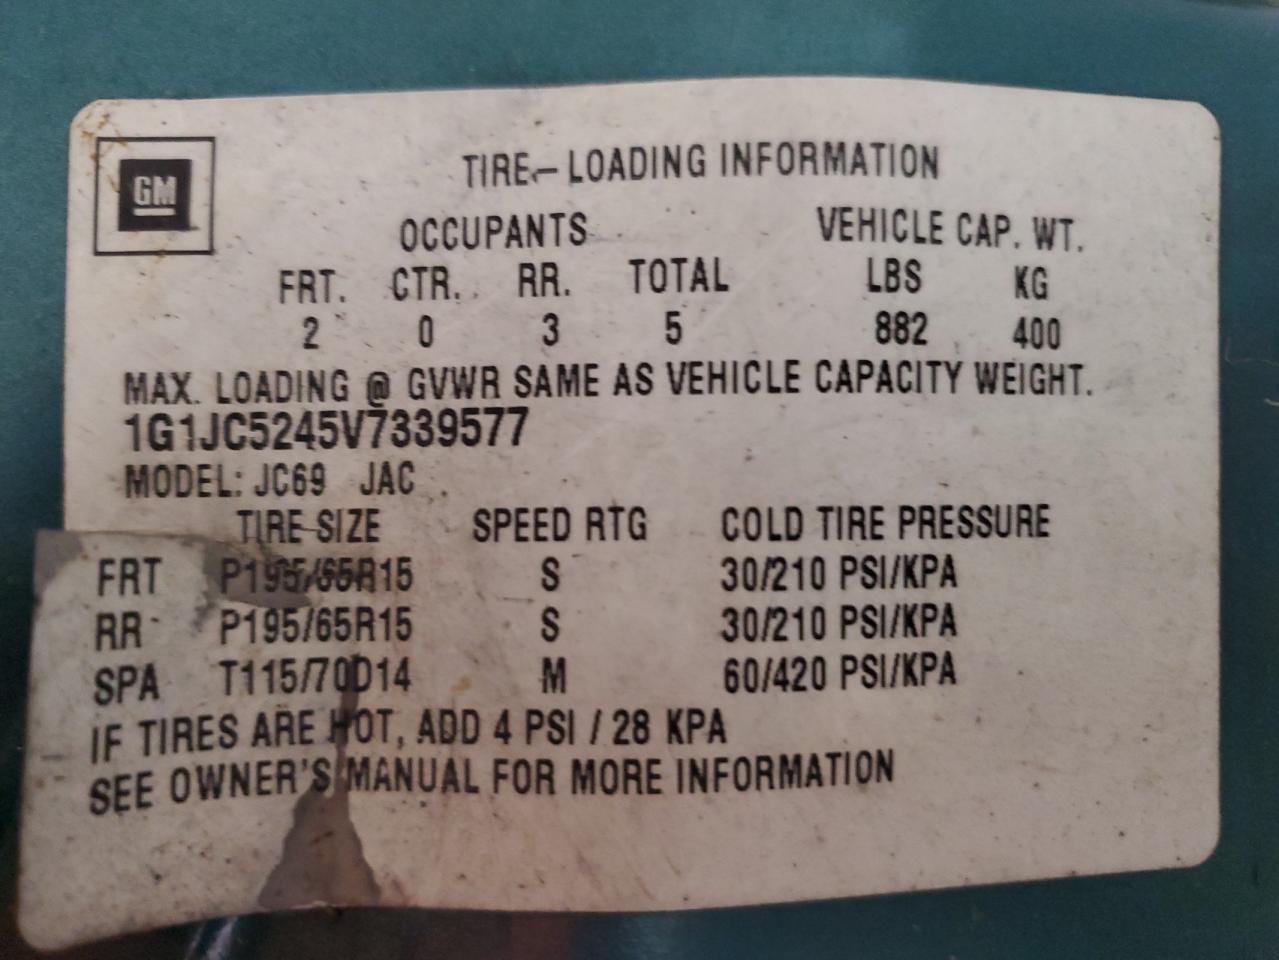 GM
TIRE-LOADING INFORMATION
OCCUPANTS VEHICLE CAP. WT.
FRT. CTR. RR. TOTAL LBS KG
2 0 3 5 882 400
MAX. LOADING @ GVWR SAME AS VEHICLE CAPACITY WEIGHT.
1G1JC5245V7339577
MODEL: JC69 JAC
TIRE SIZE SPEED RTG COLD TIRE PRESSURE
FRT P195/65R15 S 30/210 PSI/KPA
RR P195/65R15 S 30/210 PSI/KPA
SPA T115/70D14 M 60/420 PSI/KPA
IF TIRES ARE HOT, ADD 4 PSI / 28 KPA
SEE OWNER'S MANUAL FOR MORE INFORMATION